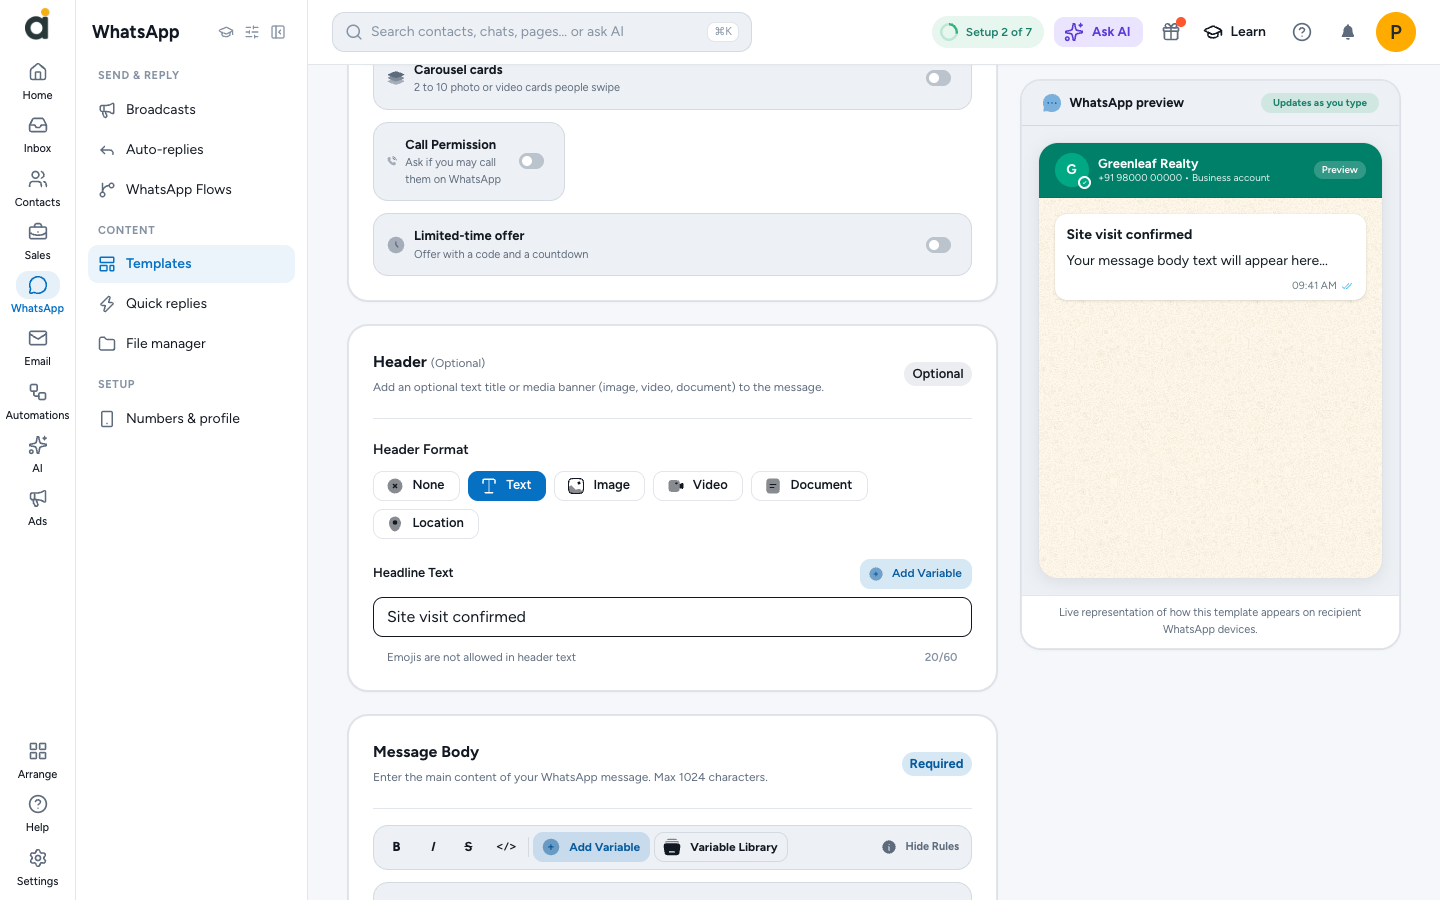 WhatsApp
Search contacts, chats, pages... or ask AI
⌘K
Setup 2 of 7
Ask AI
Learn
P
Home
Inbox
Contacts
Sales
WhatsApp
Email
Automations
AI
Ads
Arrange
Help
Settings
SEND & REPLY
Broadcasts
Auto-replies
WhatsApp Flows
CONTENT
Templates
Quick replies
File manager
SETUP
Numbers & profile
Carousel cards
2 to 10 photo or video cards people swipe
Call Permission
Ask if you may call
them on WhatsApp
Limited-time offer
Offer with a code and a countdown
Header (Optional)
Add an optional text title or media banner (image, video, document) to the message.
Optional
Header Format
None
Text
Image
Video
Document
Location
Headline Text
Add Variable
Site visit confirmed
Emojis are not allowed in header text
20/60
Message Body
Enter the main content of your WhatsApp message. Max 1024 characters.
Required
B
I
S
</>
Add Variable
Variable Library
Hide Rules
WhatsApp preview
Updates as you type
G
Greenleaf Realty
+91 98000 00000 • Business account
Preview
Site visit confirmed
Your message body text will appear here...
09:41 AM
Live representation of how this template appears on recipient
WhatsApp devices.